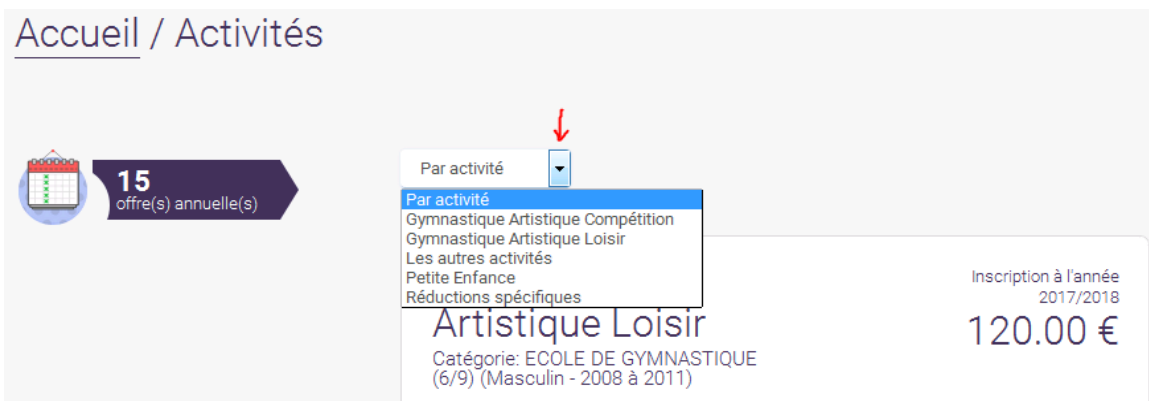 Accueil / Activités
15
offre(s) annuelle(s)
Par activité
Par activité
Gymnastique Artistique Compétition
Gymnastique Artistique Loisir
Les autres activités
Petite Enfance
Réductions spécifiques
Artistique Loisir
Catégorie: ECOLE DE GYMNASTIQUE
(6/9) (Masculin - 2008 à 2011)
Inscription à l'année
2017/2018
120.00 €